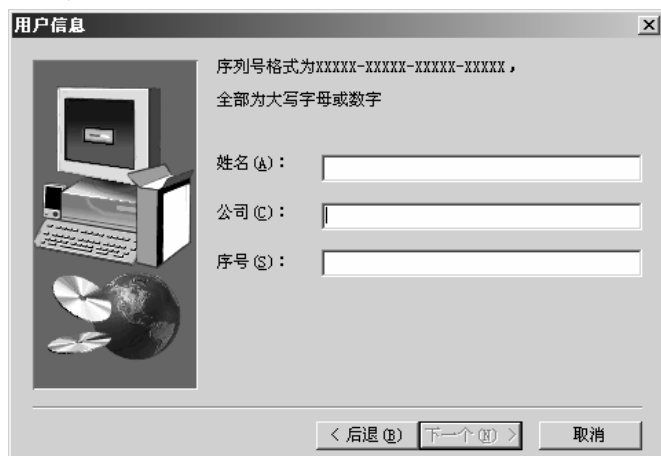 用户信息
序列号格式为XXXXX-XXXXX-XXXXX-XXXXX，
全部为大写字母或数字
姓名(A)：
公司(C)：
序号(S)：
< 后退(B) 下一个(N) > 取消